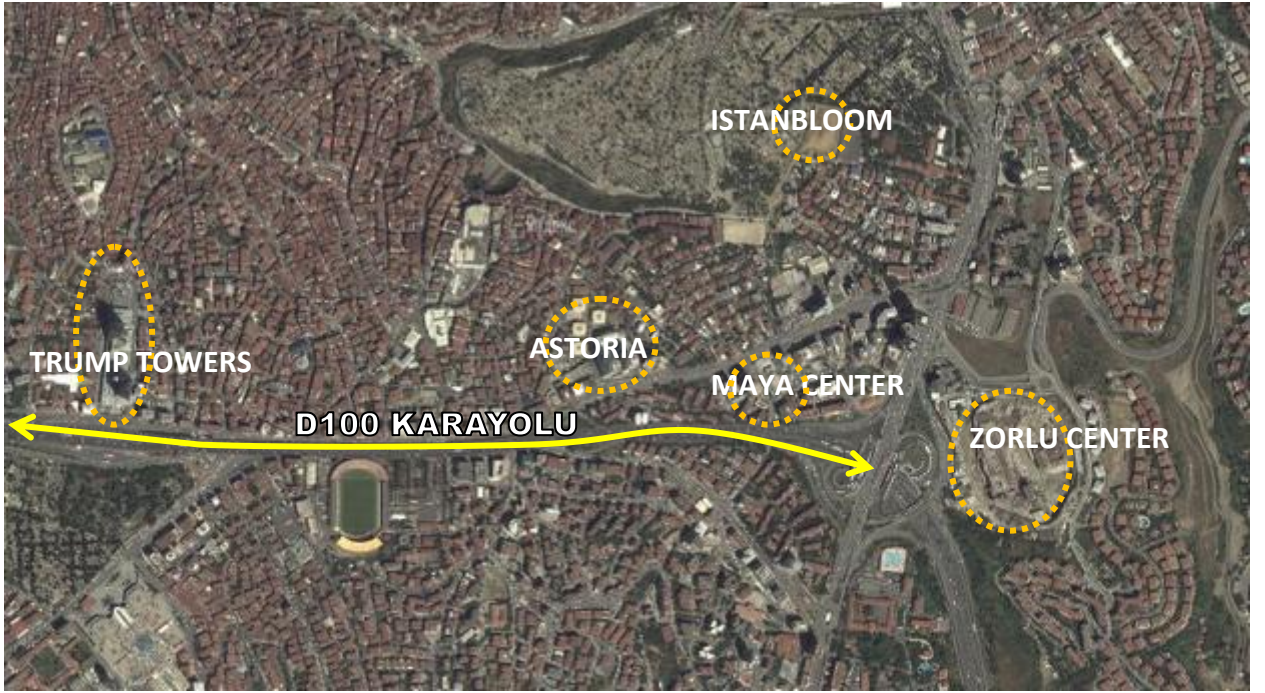 ISTANBLOOM
TRUMP TOWERS
ASTORIA
MAYA CENTER
D100 KARAYOLU
ZORLU CENTER